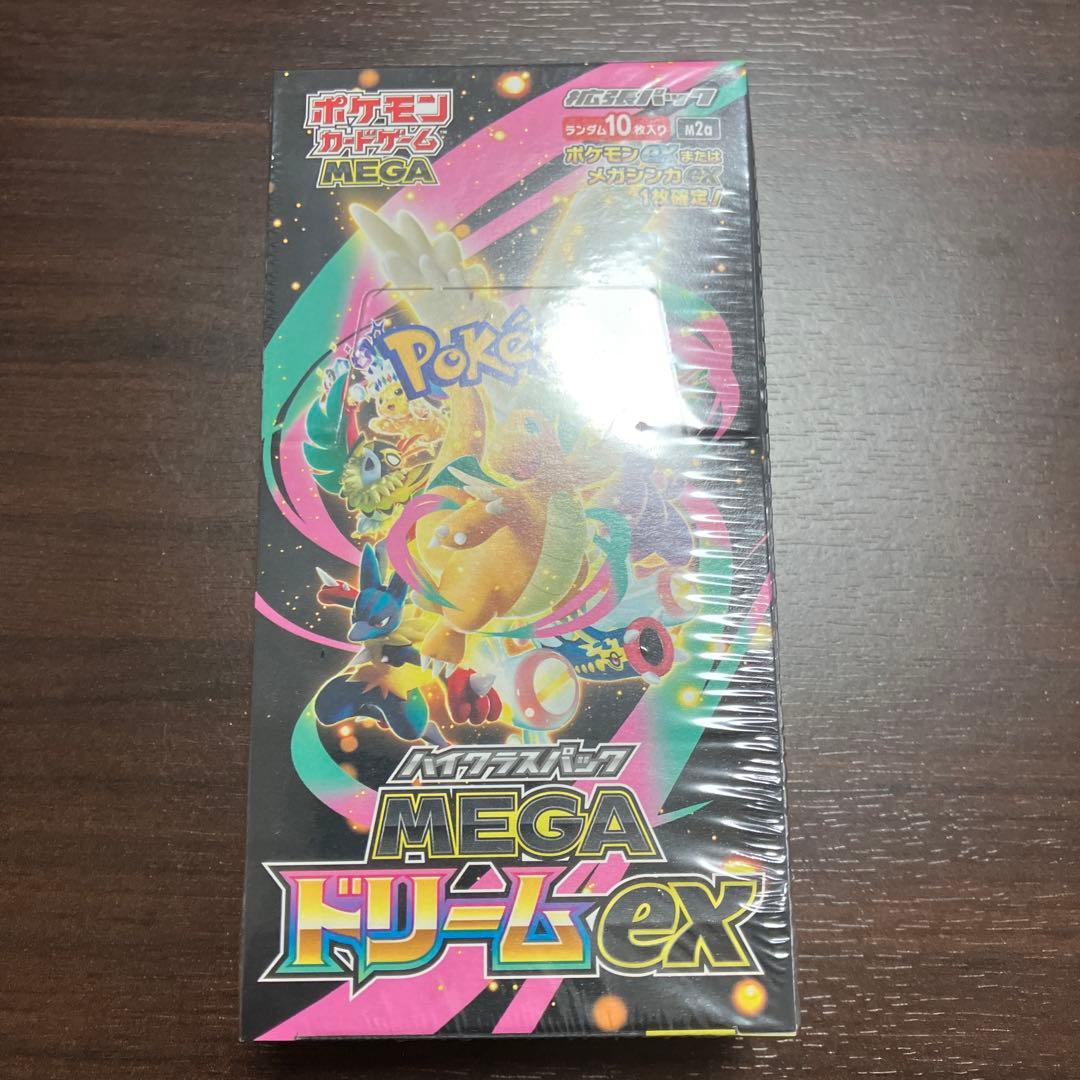 ポケモン
カードゲーム
MEGA
拡張パック
ランダム10枚入り M2a
ポケモンexまたは
メガシンカex
1枚確定!
Poké
ハイクラスパック
MEGA
ドリームex